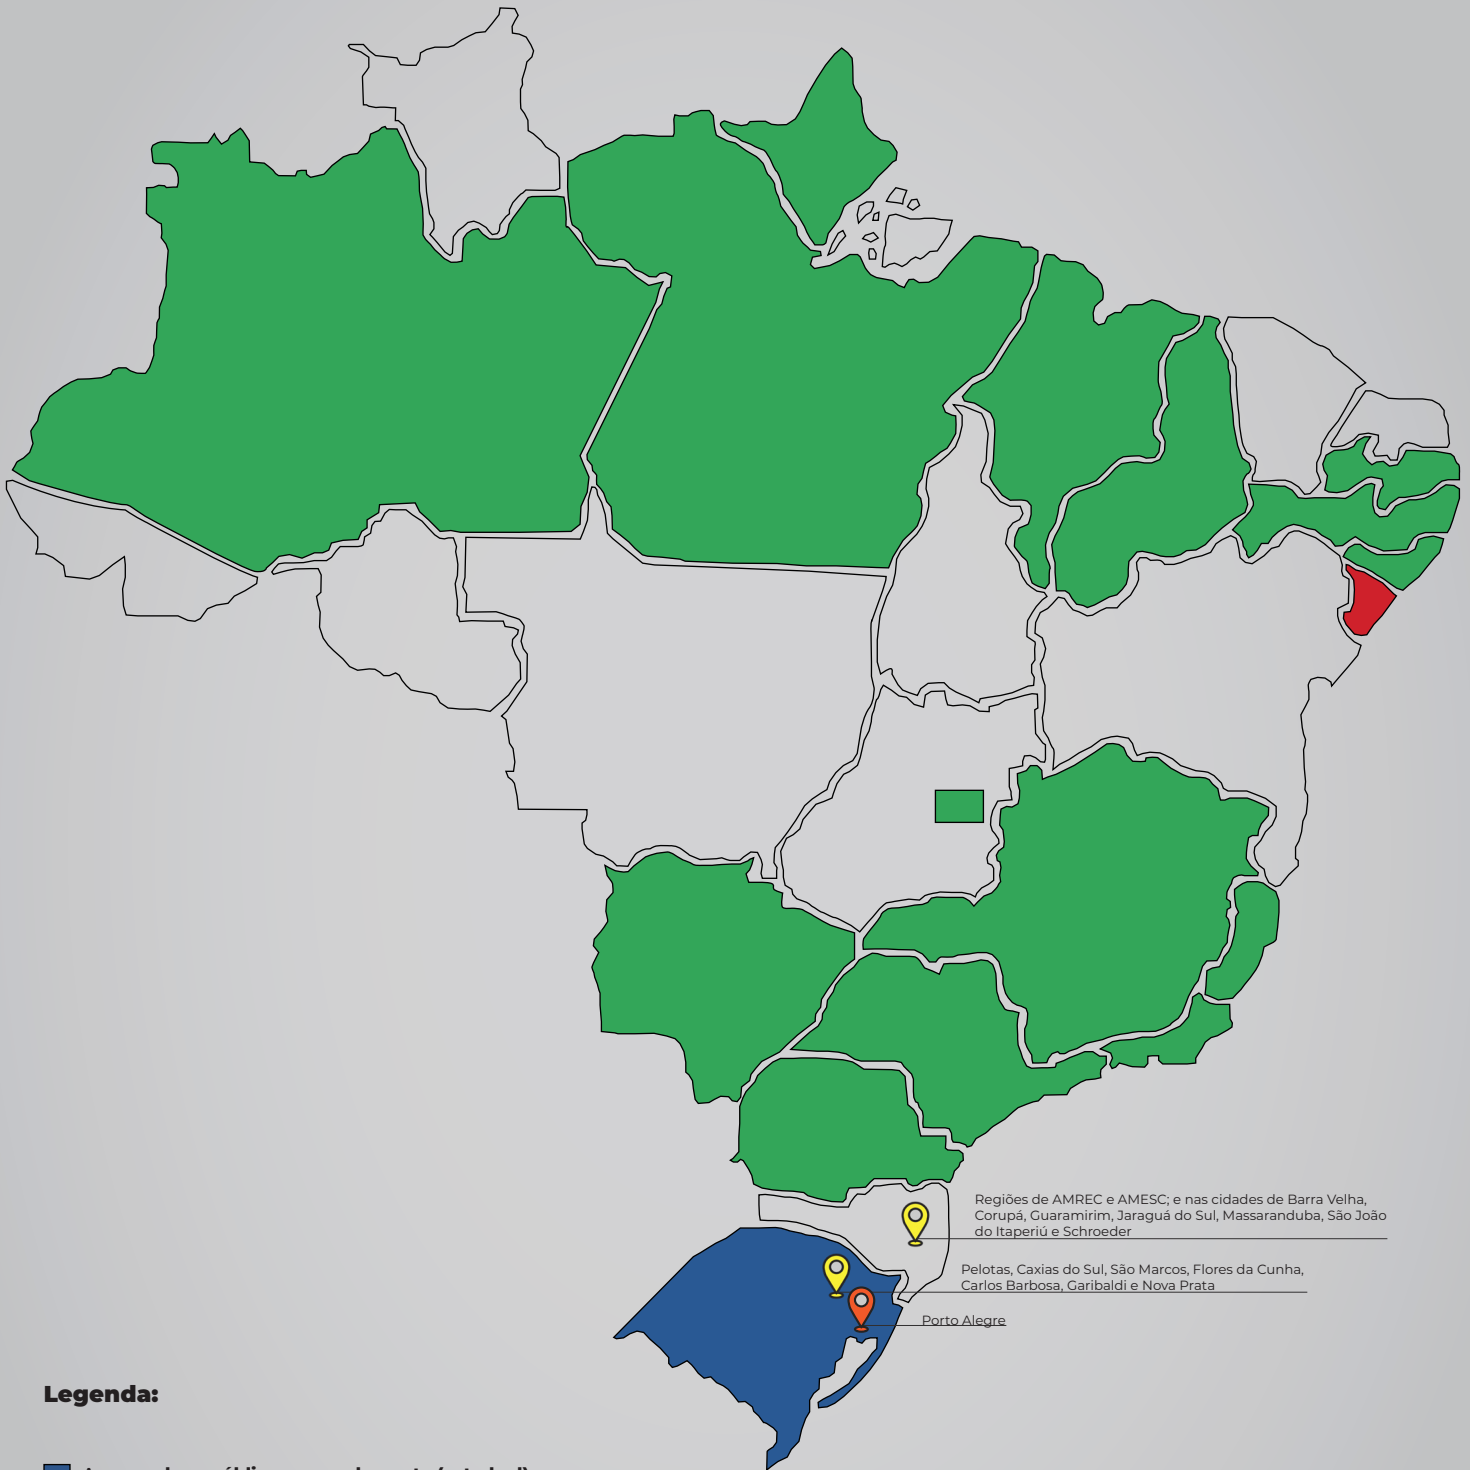 Regiões de AMREC e AMESC; e nas cidades de Barra Velha,
Corupá, Guaramirim, Jaraguá do Sul, Massaranduba, São João
do Itaperiú e Schroeder
Pelotas, Caxias do Sul, São Marcos, Flores da Cunha,
Carlos Barbosa, Garibaldi e Nova Prata
Porto Alegre
Legenda: